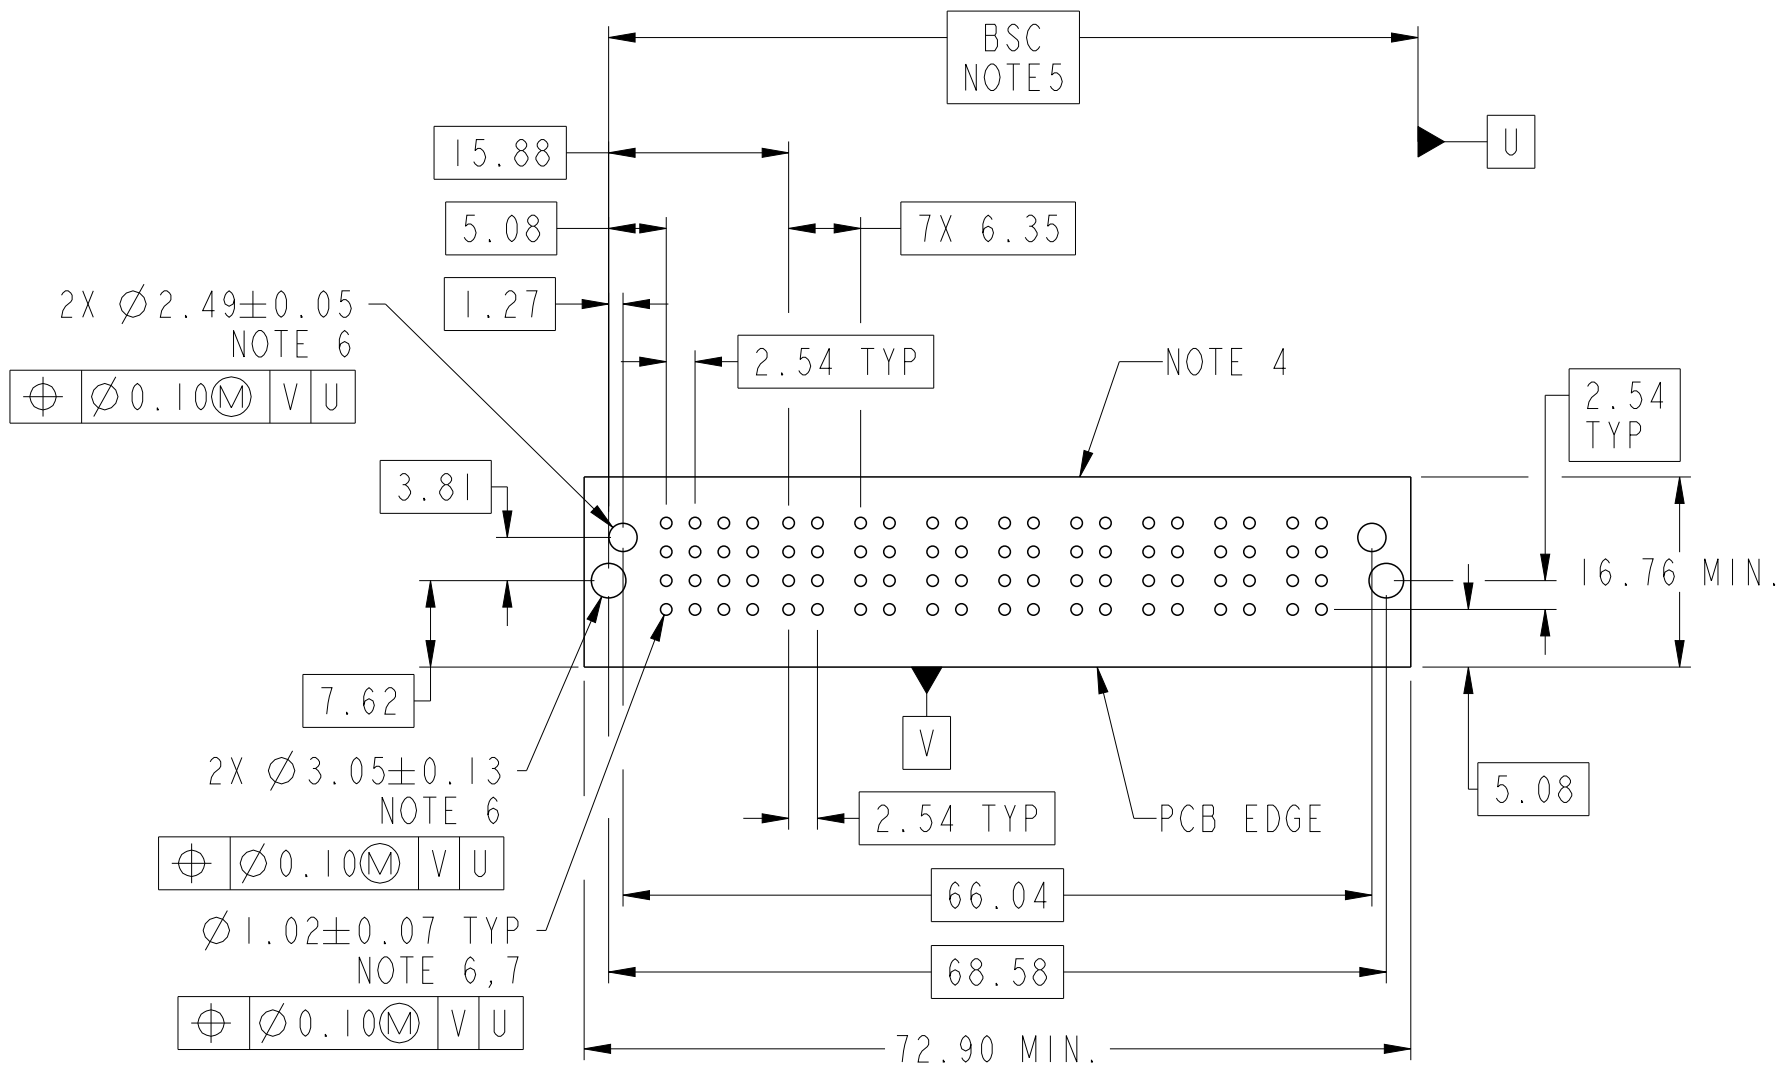 BSC
NOTE5
15.88
U
5.08
7X 6.35
1.27
2X ⌀2.49±0.05
NOTE 6
⌖ ⌀0.10Ⓜ V U
2.54 TYP
NOTE 4
2.54
TYP
3.81
16.76 MIN.
7.62
V
2X ⌀3.05±0.13
NOTE 6
⌖ ⌀0.10Ⓜ V U
2.54 TYP
PCB EDGE
5.08
66.04
⌀1.02±0.07 TYP
NOTE 6,7
⌖ ⌀0.10Ⓜ V U
68.58
72.90 MIN.